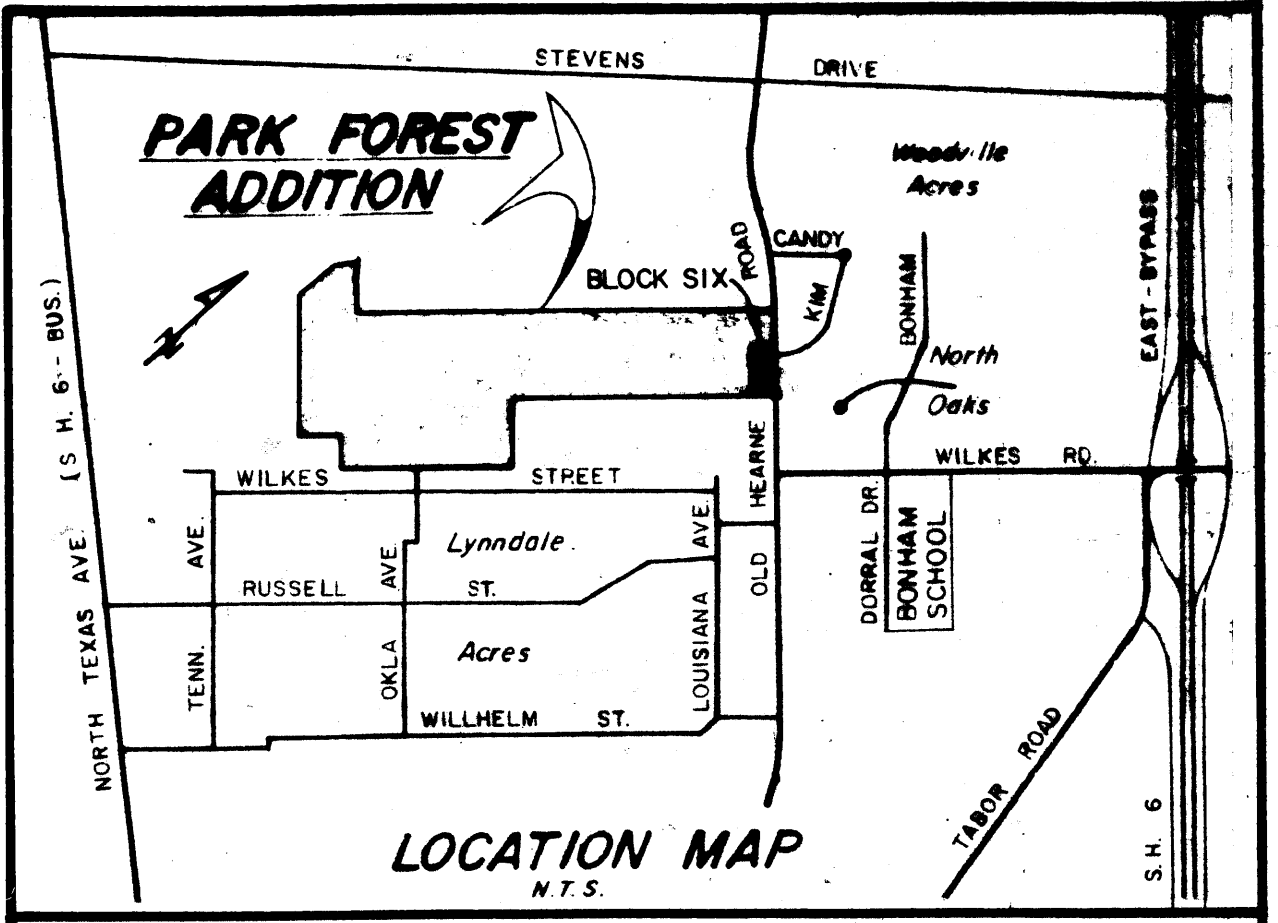 STEVENS DRIVE
PARK FOREST
ADDITION
Woodville
Acres
CANDY
ROAD
BLOCK SIX
KIM
BONHAM
EAST-BYPASS
N
(S H. 6-- BUS.)
North
Oaks
WILKES STREET
HEARNE
WILKES RD.
AVE.
Lynndale.
AVE.
AVE.
DORRAL DR.
BONHAM
SCHOOL
RUSSELL ST.
OLD
NORTH TEXAS AVE.
TENN.
OKLA
Acres
LOUISIANA
WILLHELM ST.
TABOR ROAD
S.H. 6
LOCATION MAP
N.T.S.